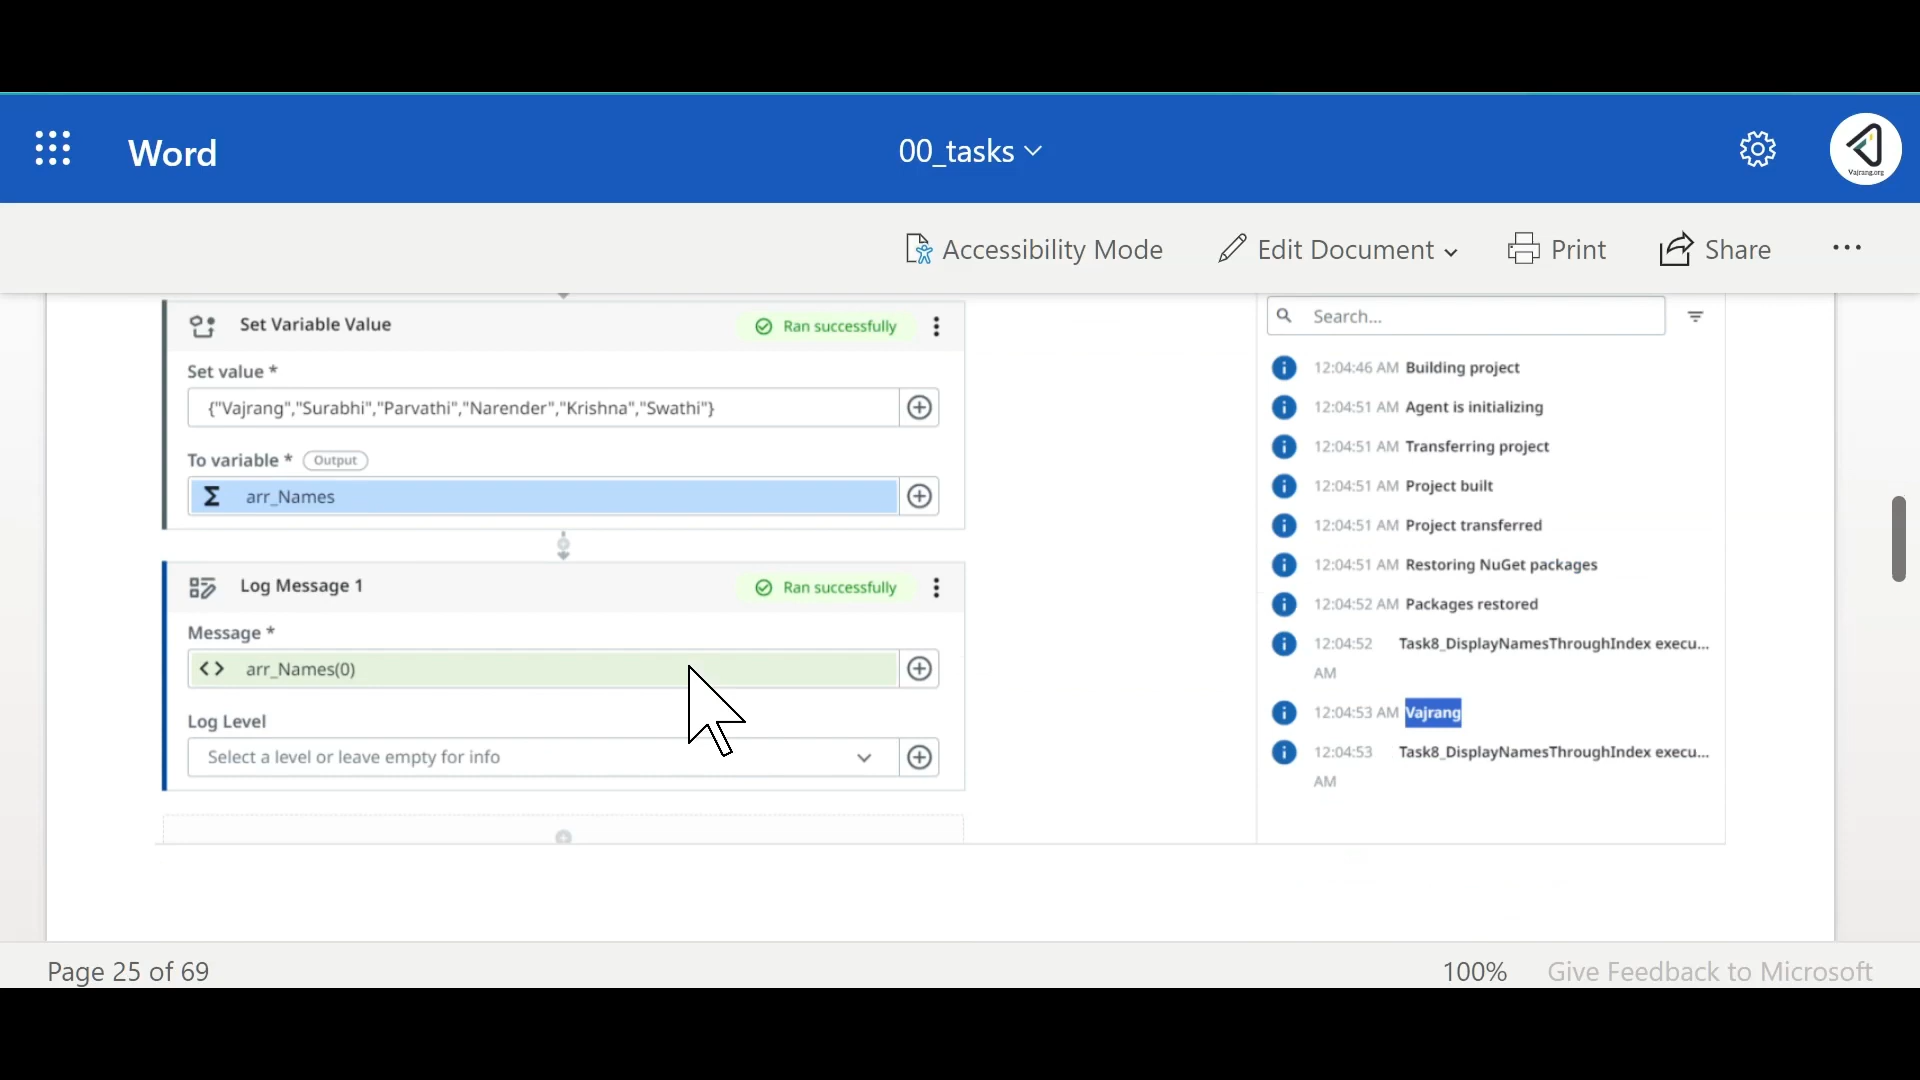 Word
00_tasks
Vajrang.org
Accessibility Mode
Edit Document
Print
Share
Set Variable Value
Ran successfully
Set value *
{"Vajrang","Surabhi","Parvathi","Narender","Krishna","Swathi"}
To variable * Output
arr_Names
Log Message 1
Ran successfully
Message *
arr_Names(0)
Log Level
Select a level or leave empty for info
Search...
12:04:46 AM Building project
12:04:51 AM Agent is initializing
12:04:51 AM Transferring project
12:04:51 AM Project built
12:04:51 AM Project transferred
12:04:51 AM Restoring NuGet packages
12:04:52 AM Packages restored
12:04:52 Task8_DisplayNamesThroughIndex execu...
AM
12:04:53 AM Vajrang
12:04:53 Task8_DisplayNamesThroughIndex execu...
AM
Page 25 of 69
100%
Give Feedback to Microsoft